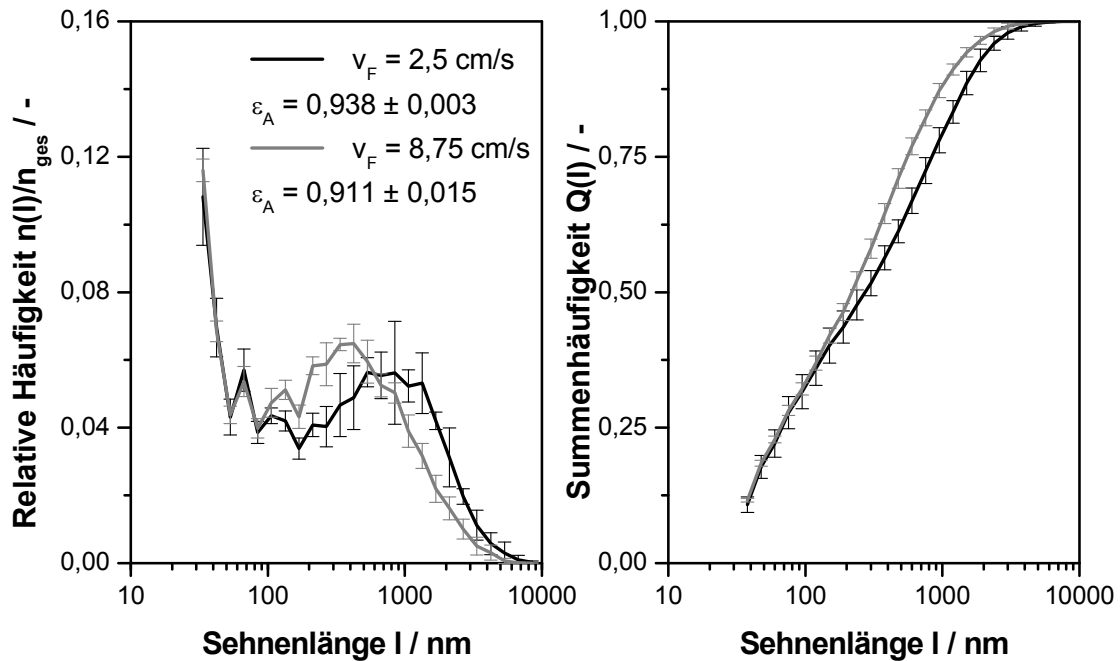 0,16
0,12
0,08
0,04
0,00
Relative Häufigkeit n(l)/n_ges / -
v_F = 2,5 cm/s
ε_A = 0,938 ± 0,003
v_F = 8,75 cm/s
ε_A = 0,911 ± 0,015
10 100 1000 10000
Sehnenlänge l / nm
1,00
0,75
0,50
0,25
0,00
Summenhäufigkeit Q(l) / -
10 100 1000 10000
Sehnenlänge l / nm